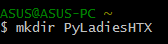 ASUS@ASUS-PC ~
$ mkdir PyLadiesHTX